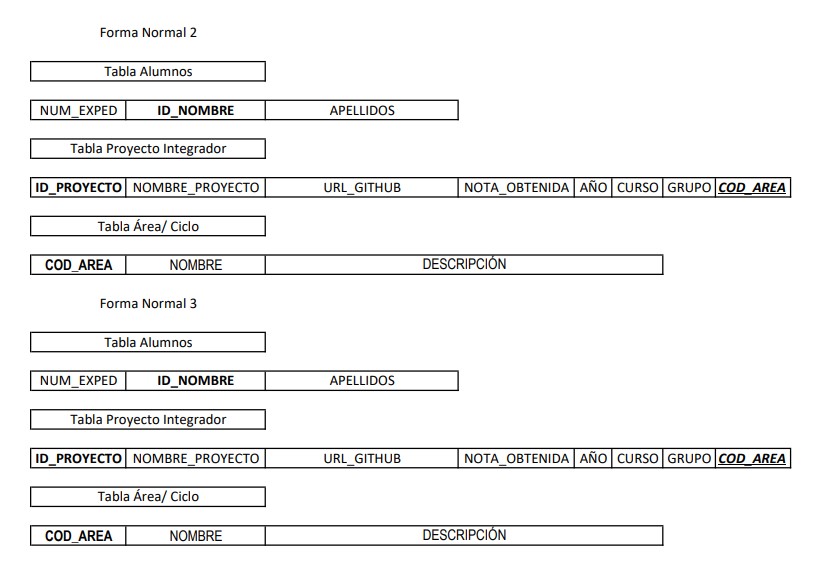 Forma Normal 2
Tabla Alumnos
NUM_EXPED ID_NOMBRE APELLIDOS
Tabla Proyecto Integrador
ID_PROYECTO NOMBRE_PROYECTO URL_GITHUB NOTA_OBTENIDA AÑO CURSO GRUPO COD_AREA
Tabla Área/ Ciclo
COD_AREA NOMBRE DESCRIPCIÓN
Forma Normal 3
Tabla Alumnos
NUM_EXPED ID_NOMBRE APELLIDOS
Tabla Proyecto Integrador
ID_PROYECTO NOMBRE_PROYECTO URL_GITHUB NOTA_OBTENIDA AÑO CURSO GRUPO COD_AREA
Tabla Área/ Ciclo
COD_AREA NOMBRE DESCRIPCIÓN